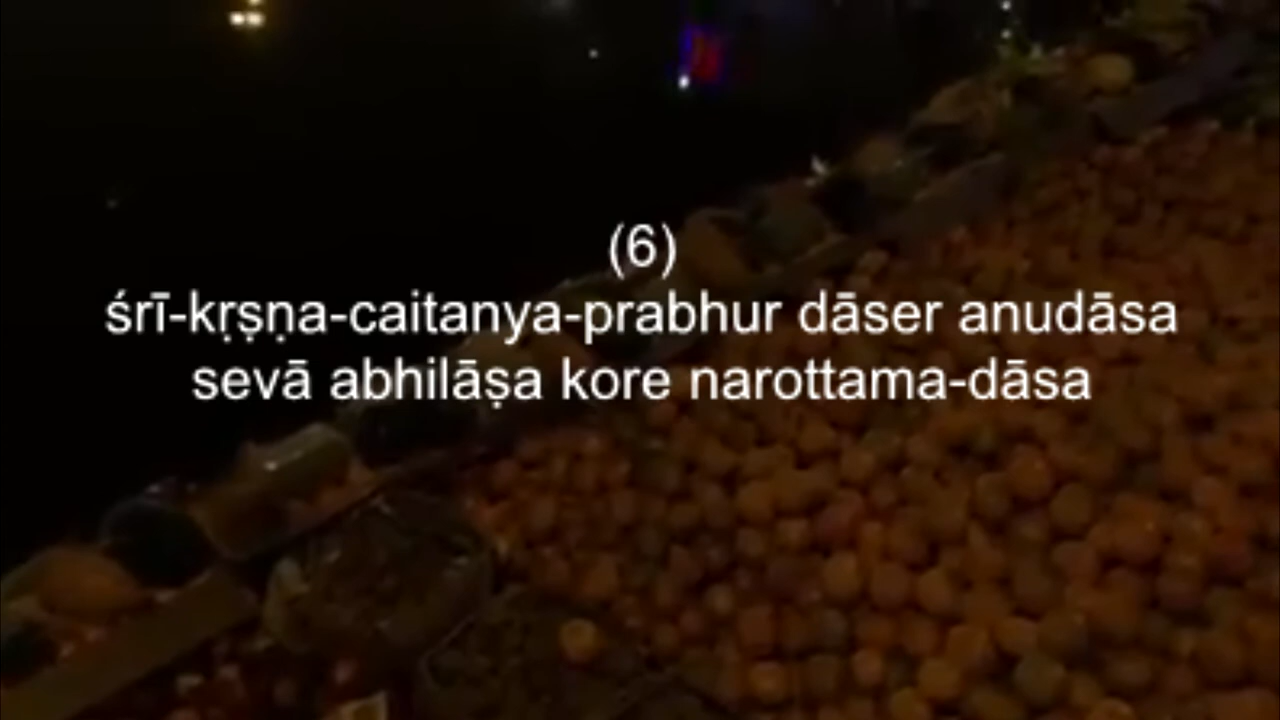 (6)
śrī-kṛṣṇa-caitanya-prabhur dāser anudāsa
sevā abhilāṣa kore narottama-dāsa